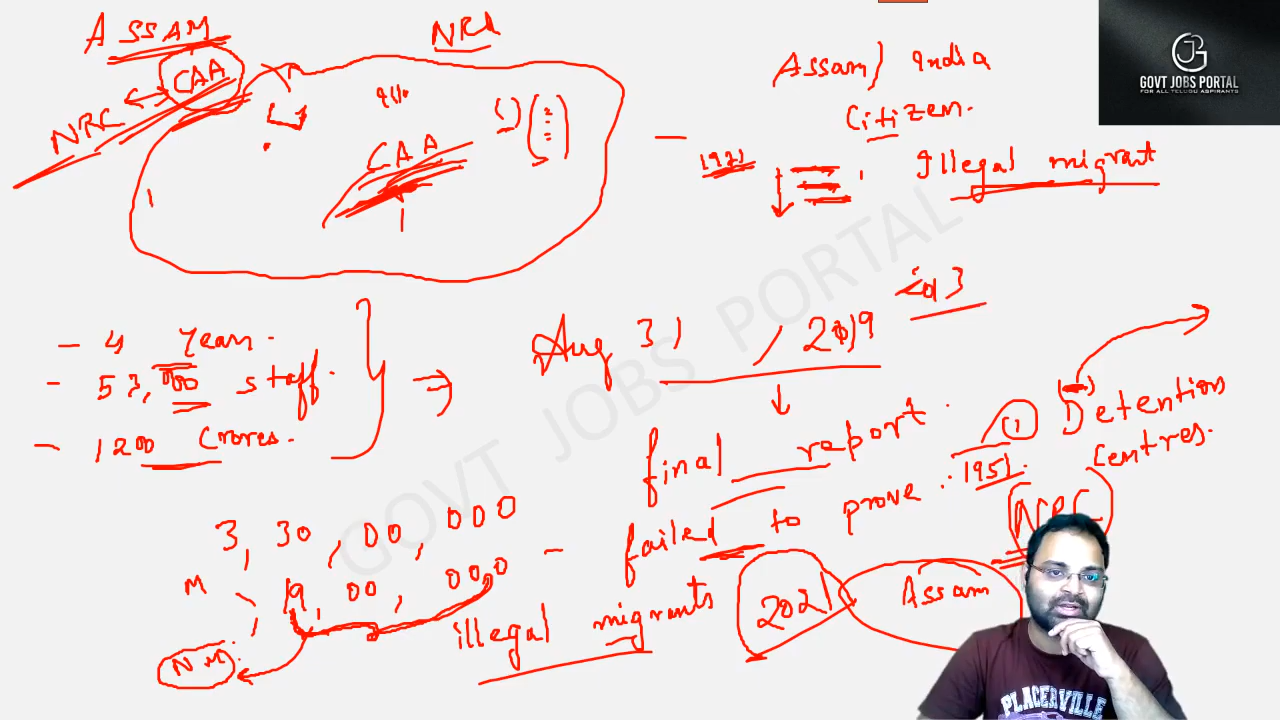 ASSAM
CAA
NRC
NRC
CAA
Assam) India
Citizen.
1971
Illegal migrant
GOVT JOBS PORTAL
FOR ALL TELUGU ASPIRANTS
- 4 Years.
- 53,000 staff.
- 1200 Crores.
Aug 31, 2019
2013
final report
(1) Detention
centres.
1951
3,30,00,000
19,00,000 - failed to prove
illegal migrants
M
N.M.
2021
Assam
GOVT JOBS PORTAL
PLACERVILLE